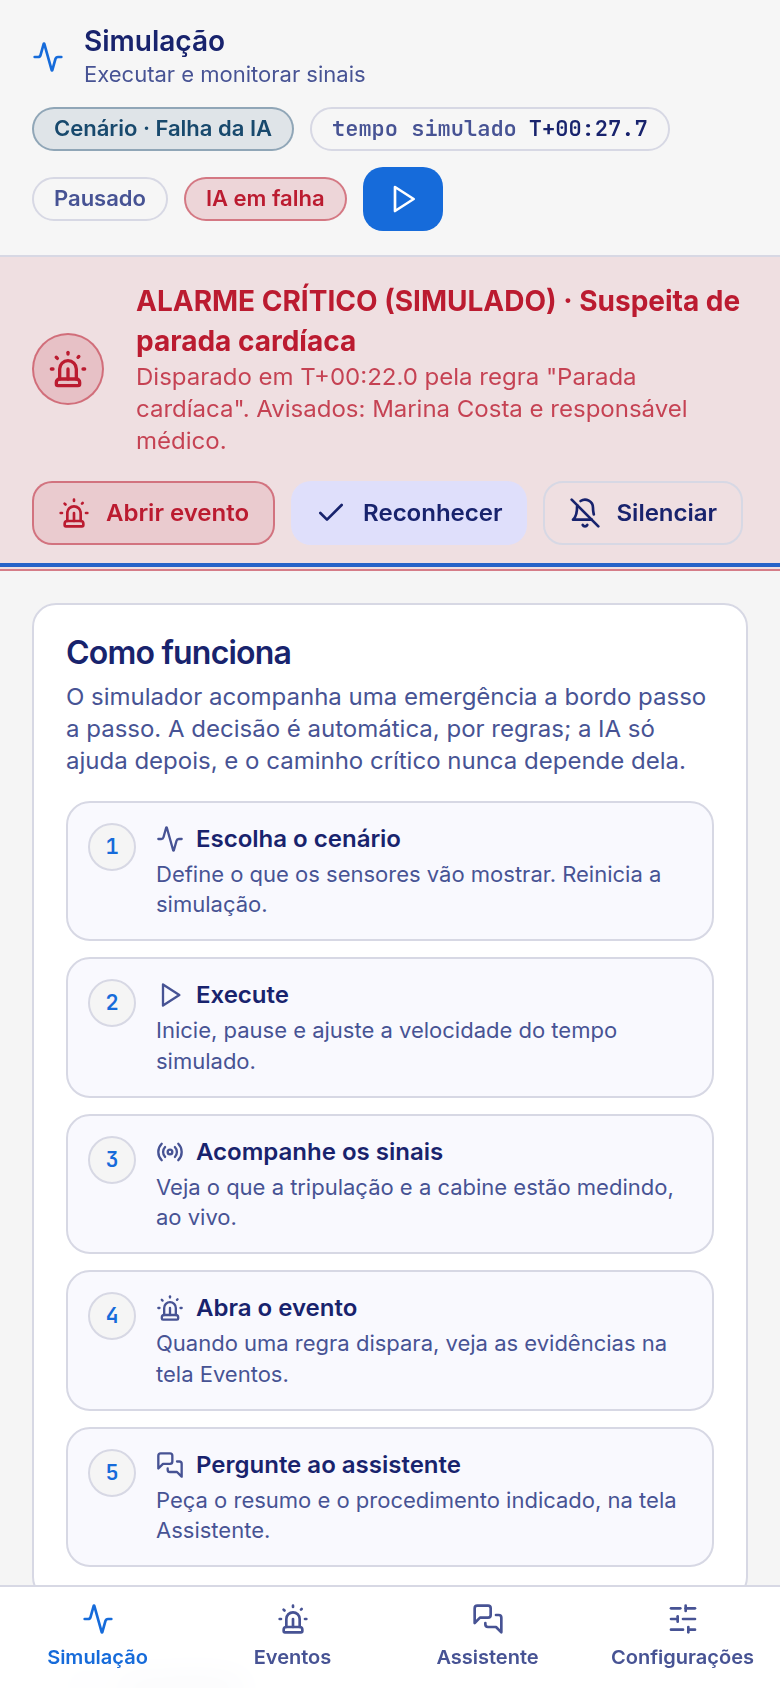 Simulação
Executar e monitorar sinais
Cenário · Falha da IA
tempo simulado T+00:27.7
Pausado
IA em falha
ALARME CRÍTICO (SIMULADO) · Suspeita de
parada cardíaca
Disparado em T+00:22.0 pela regra "Parada
cardíaca". Avisados: Marina Costa e responsável
médico.
Abrir evento
Reconhecer
Silenciar
Como funciona
O simulador acompanha uma emergência a bordo passo
a passo. A decisão é automática, por regras; a IA só
ajuda depois, e o caminho crítico nunca depende dela.
1
Escolha o cenário
Define o que os sensores vão mostrar. Reinicia a
simulação.
2
Execute
Inicie, pause e ajuste a velocidade do tempo
simulado.
3
Acompanhe os sinais
Veja o que a tripulação e a cabine estão medindo,
ao vivo.
4
Abra o evento
Quando uma regra dispara, veja as evidências na
tela Eventos.
5
Pergunte ao assistente
Peça o resumo e o procedimento indicado, na tela
Assistente.
Simulação
Eventos
Assistente
Configurações